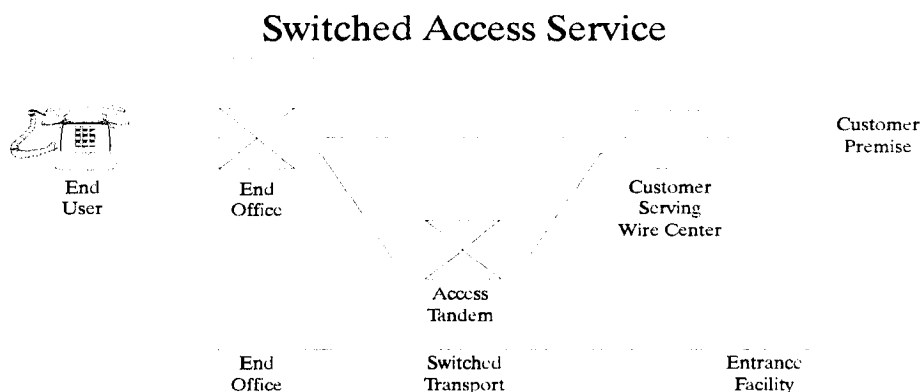 Switched Access Service
Customer
Premise
End
User
End
Office
Customer
Serving
Wire Center
Access
Tandem
End
Office
Switched
Transport
Entrance
Facility